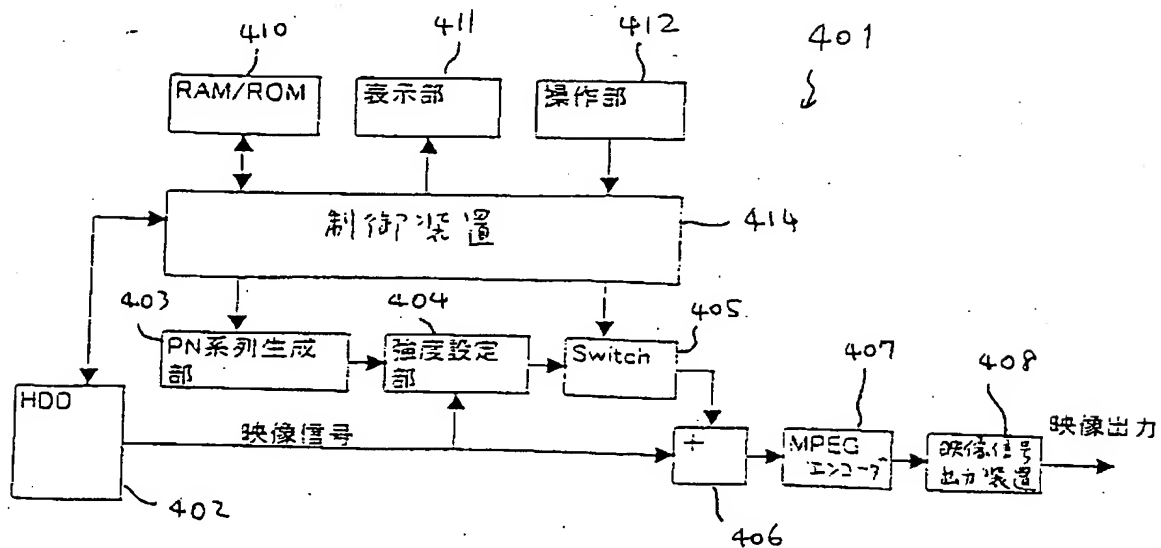 410
411
412
401
RAM/ROM
表示部
操作部
制御装置
414
403
404
405
PN系列生成
部
強度設定
部
Switch
407
408
HDD
映像信号
+
MPEG
エンコーダ
映像信号
出力装置
映像出力
402
406